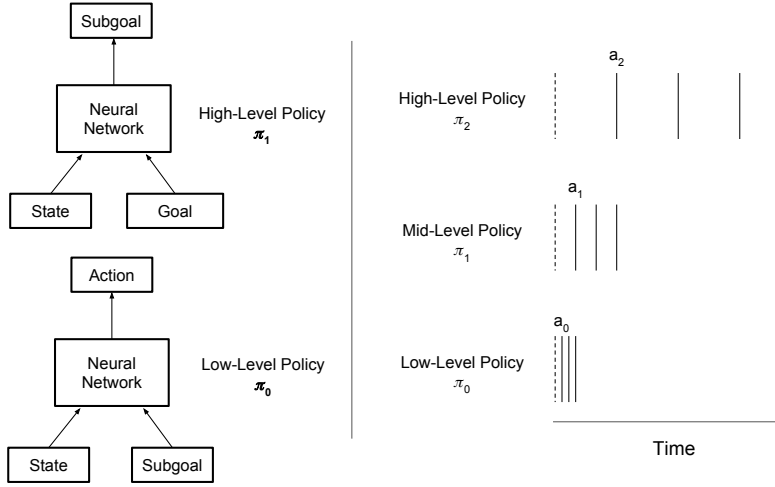 Subgoal
Neural
Network
High-Level Policy
π₁
State
Goal
Action
Neural
Network
Low-Level Policy
π₀
State
Subgoal
a₂
High-Level Policy
π₂
a₁
Mid-Level Policy
π₁
a₀
Low-Level Policy
π₀
Time